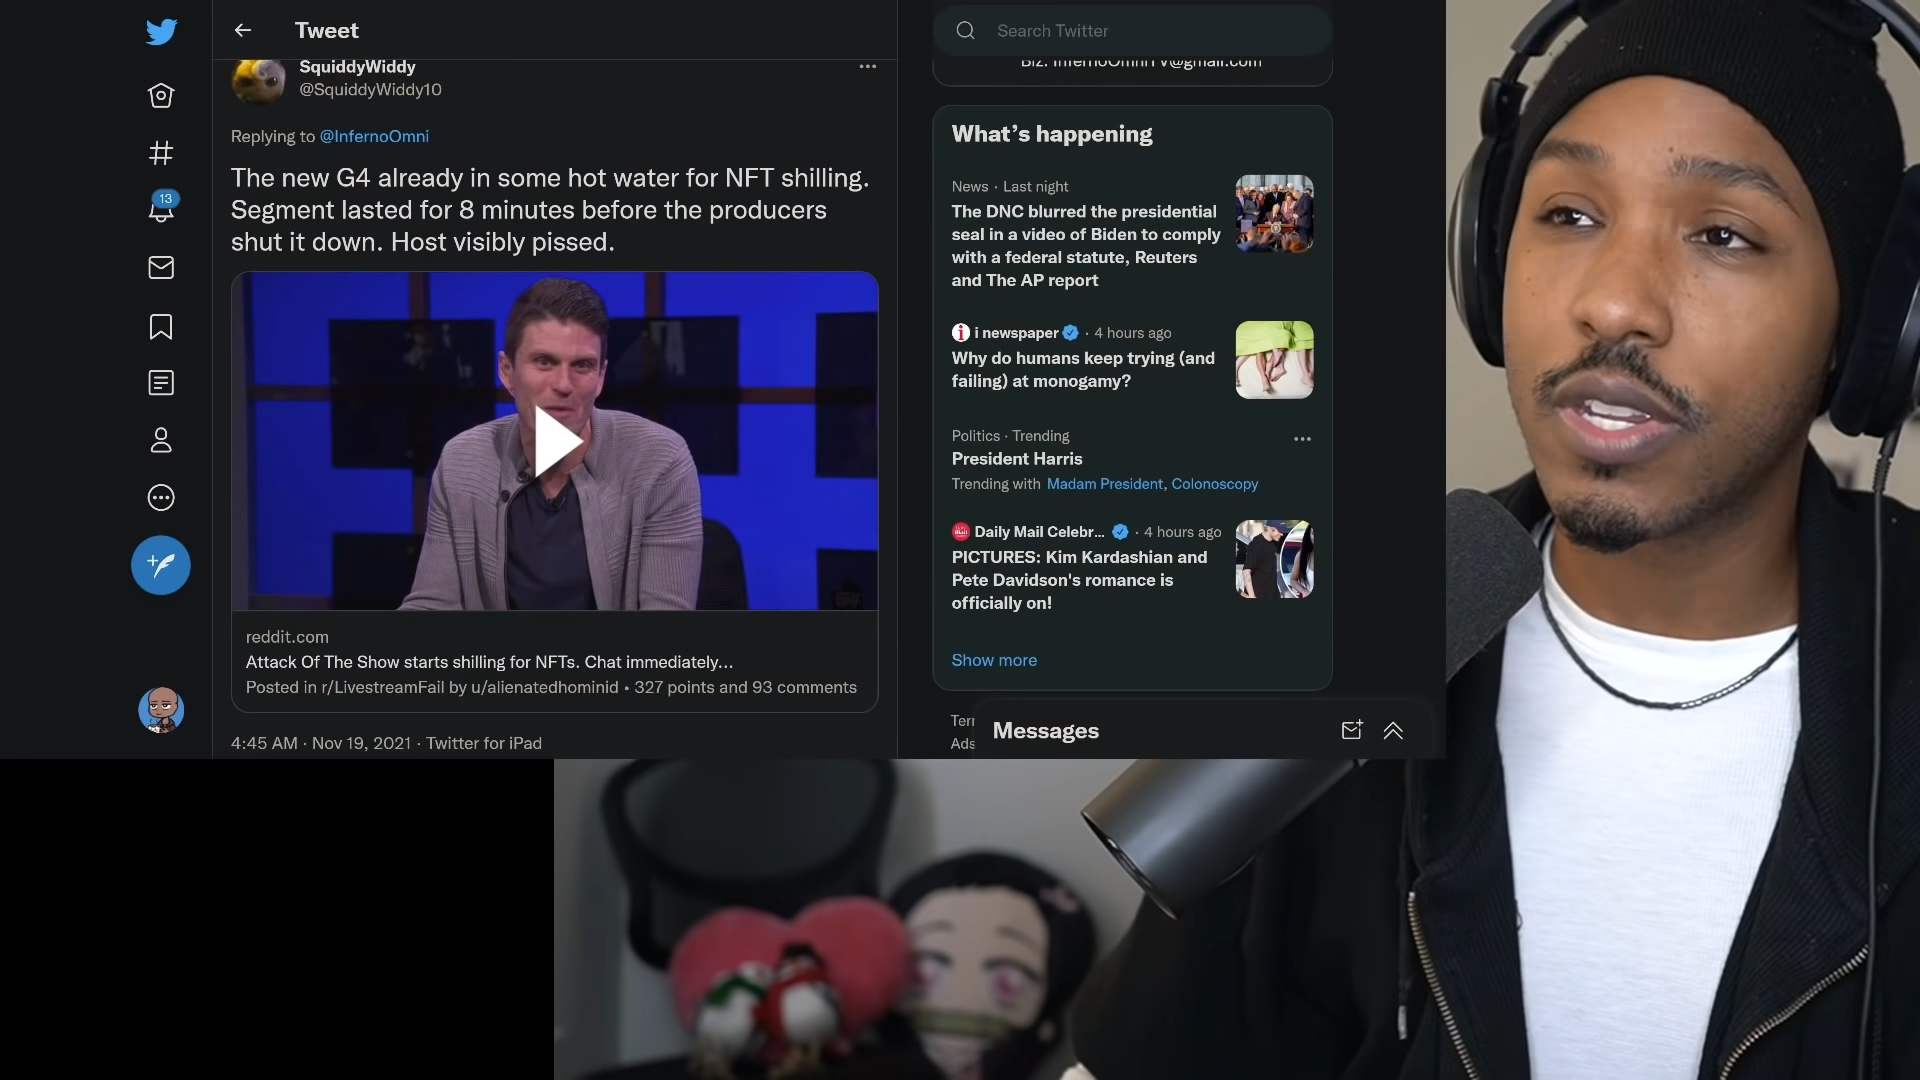 Tweet
Search Twitter
SquiddyWiddy
@SquiddyWiddy10
Replying to @InfernoOmni
The new G4 already in some hot water for NFT shilling.
Segment lasted for 8 minutes before the producers
shut it down. Host visibly pissed.
reddit.com
Attack Of The Show starts shilling for NFTs. Chat immediately...
Posted in r/LivestreamFail by u/alienatedhominid • 327 points and 93 comments
4:45 AM · Nov 19, 2021 · Twitter for iPad
13
Biz: InfernoOmniTV@gmail.com
What's happening
News · Last night
The DNC blurred the presidential
seal in a video of Biden to comply
with a federal statute, Reuters
and The AP report
i newspaper · 4 hours ago
Why do humans keep trying (and
failing) at monogamy?
Politics · Trending
President Harris
Trending with Madam President, Colonoscopy
Daily Mail Celebr... · 4 hours ago
PICTURES: Kim Kardashian and
Pete Davidson's romance is
officially on!
Show more
Ads
Messages